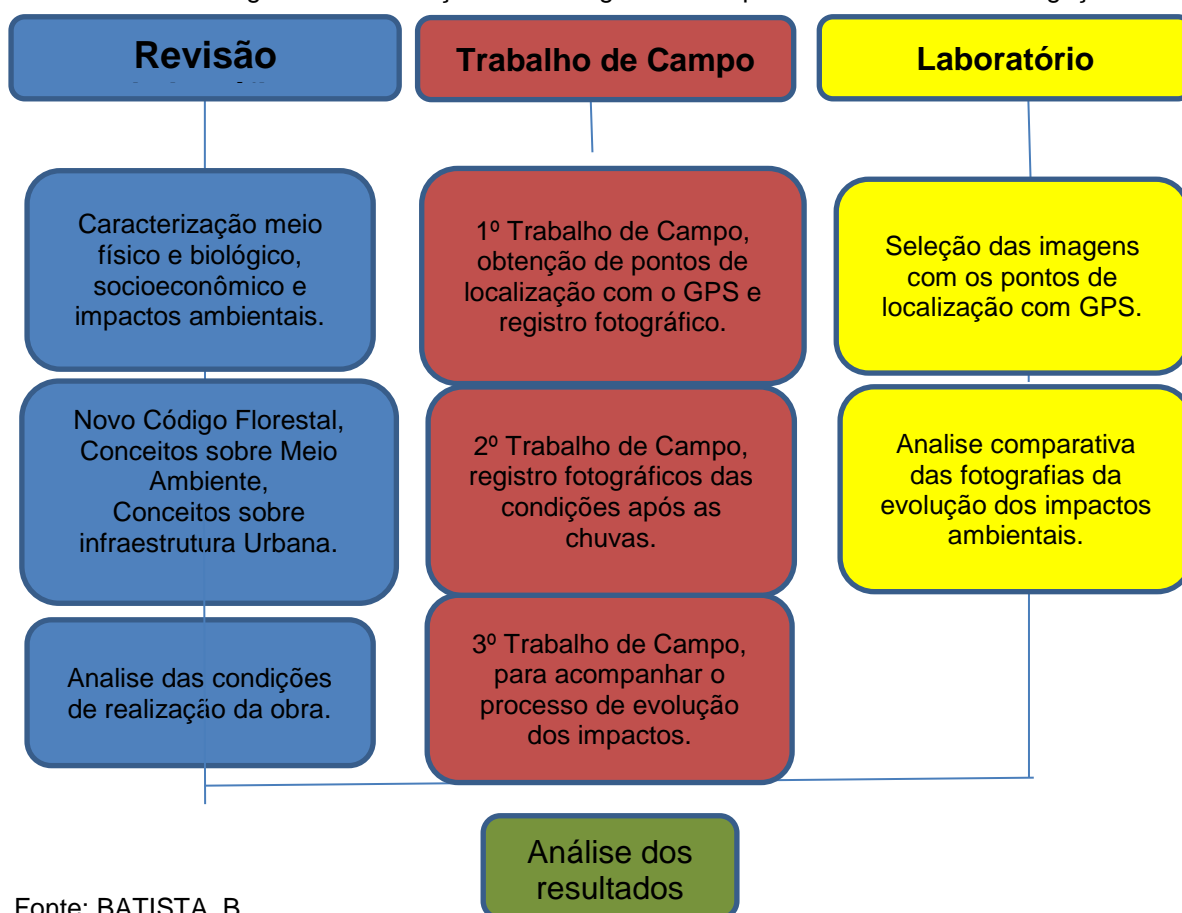 Revisão
Trabalho de Campo
Laboratório
Caracterização meio
físico e biológico,
socioeconômico e
impactos ambientais.
Novo Código Florestal,
Conceitos sobre Meio
Ambiente,
Conceitos sobre
infraestrutura Urbana.
Analise das condições
de realização da obra.
1º Trabalho de Campo,
obtenção de pontos de
localização com o GPS e
registro fotográfico.
2º Trabalho de Campo,
registro fotográficos das
condições após as
chuvas.
3º Trabalho de Campo,
para acompanhar o
processo de evolução
dos impactos.
Seleção das imagens
com os pontos de
localização com GPS.
Analise comparativa
das fotografias da
evolução dos impactos
ambientais.
Análise dos
resultados
Fonte: BATISTA, B.